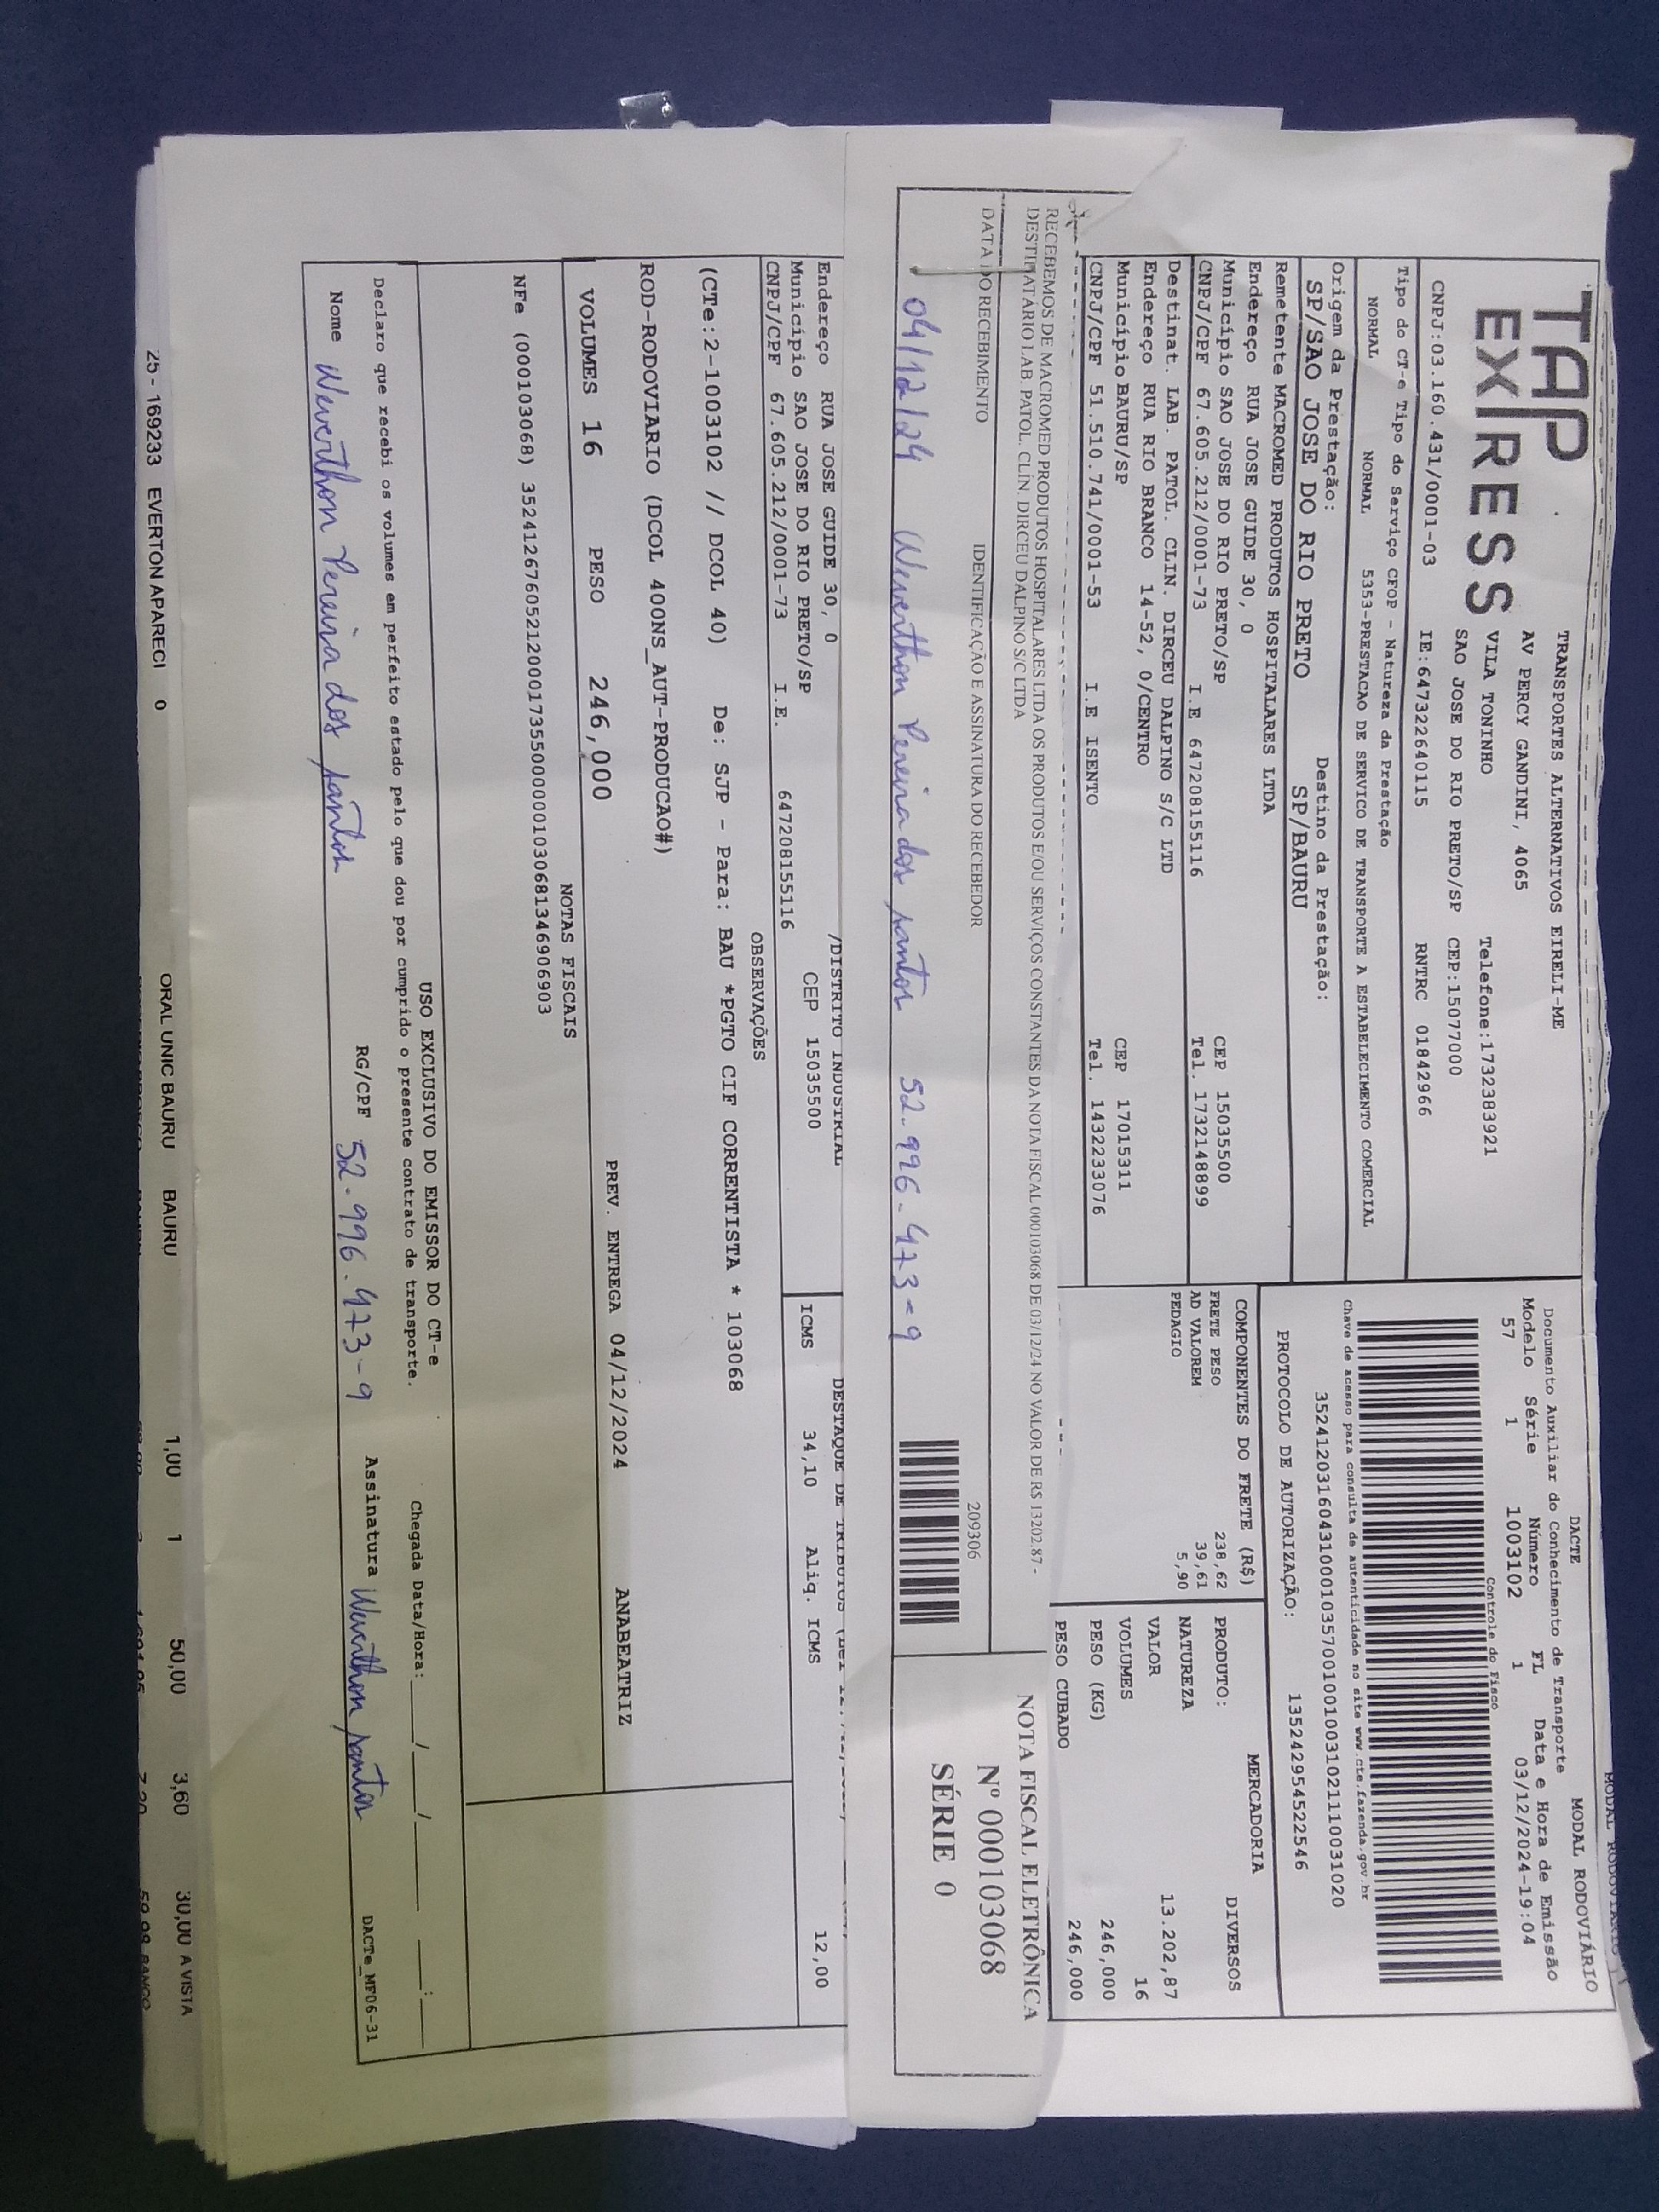 MODAL RODOVIÁRIO
TAP EXPRESS
TRANSPORTES ALTERNATIVOS EIRELI-ME
AV PERCY GANDINI, 4065
VILA TONINHO Telefone:1732383921
SAO JOSE DO RIO PRETO/SP CEP:15077000
CNPJ:03.160.431/0001-03 IE:647322640115 RNTRC 01842966
Tipo do CT-e Tipo do Serviço CFOP - Natureza da Prestação
NORMAL NORMAL 5353-PRESTACAO DE SERVICO DE TRANSPORTE A ESTABELECIMENTO COMERCIAL
Origem da Prestação: Destino da Prestação:
SP/SAO JOSE DO RIO PRETO SP/BAURU
Remetente MACROMED PRODUTOS HOSPITALARES LTDA
Endereço RUA JOSE GUIDE 30, 0
Município SAO JOSE DO RIO PRETO/SP CEP 15035500
CNPJ/CPF 67.605.212/0001-73 I.E 647208155116 Tel. 1732148899
Destinat. LAB. PATOL. CLIN. DIRCEU DALPINO S/C LTD
Endereço RUA RIO BRANCO 14-52, 0/CENTRO
Município BAURU/SP CEP 17015311
CNPJ/CPF 51.510.741/0001-53 I.E ISENTO Tel. 1432233076
DACTE MODAL RODOVIÁRIO
Documento Auxiliar do Conhecimento de Transporte
Modelo Série Número FL Data e Hora de Emissão
57 1 1003102 1 03/12/2024-19:04
Controle do Fisco
Chave de acesso para consulta de autenticidade no site www.cte.fazenda.gov.br
35241203160431000103570010010031021110031020
PROTOCOLO DE AUTORIZAÇÃO: 135242954522546
COMPONENTES DO FRETE (R$)
FRETE PESO 238,62
AD VALOREM 39,61
PEDAGIO 5,90
MERCADORIA
PRODUTO: DIVERSOS
NATUREZA
VALOR 13.202,87
VOLUMES 16
PESO (KG) 246,000
PESO CUBADO 246,000
RECEBEMOS DE MACROMED PRODUTOS HOSPITALARES LTDA OS PRODUTOS E/OU SERVIÇOS CONSTANTES DA NOTA FISCAL 000103068 DE 03/12/24 NO VALOR DE R$ 13202.87 -
DESTINATÁRIO LAB. PATOL. CLÍN. DIRCEU DALPINO S/C LTDA
DATA DO RECEBIMENTO IDENTIFICAÇÃO E ASSINATURA DO RECEBEDOR
209306
04/12/24 Weverthon Pereira dos santos 52.996.473-9
NOTA FISCAL ELETRÔNICA
Nº 000103068
SÉRIE 0
/DISTRITO INDUSTRIAL
Endereço RUA JOSE GUIDE 30, 0
Município SAO JOSE DO RIO PRETO/SP CEP 15035500
CNPJ/CPF 67.605.212/0001-73 I.E. 647208155116
DESTAQUE DE TRIBUTOS
ICMS 34,10 Aliq. ICMS 12,00
OBSERVAÇÕES
(CTe:2-1003102 // DCOL 40) De: SJP - Para: BAU *PGTO CIF CORRENTISTA * 103068
ROD-RODOVIARIO (DCOL 400NS_AUT-PRODUCAO#)
VOLUMES 16 PESO 246,000 PREV. ENTREGA 04/12/2024 ANABEATRIZ
NOTAS FISCAIS
NFe (000103068) 35241267605212000173550000001030681346906903
USO EXCLUSIVO DO EMISSOR DO CT-e
Declaro que recebi os volumes em perfeito estado pelo que dou por cumprido o presente contrato de transporte. Chegada Data/Hora: ____/____/____ ____:____
Nome Weverthon Pereira dos santos RG/CPF 52.996.473-9 Assinatura Weverthon santos
DACTe_MF06-31
25 - 169233 EVERTON APARECI 0 ORAL UNIC BAURU BAURU 1,00 1 50,00 3,60 30,00 A VISTA